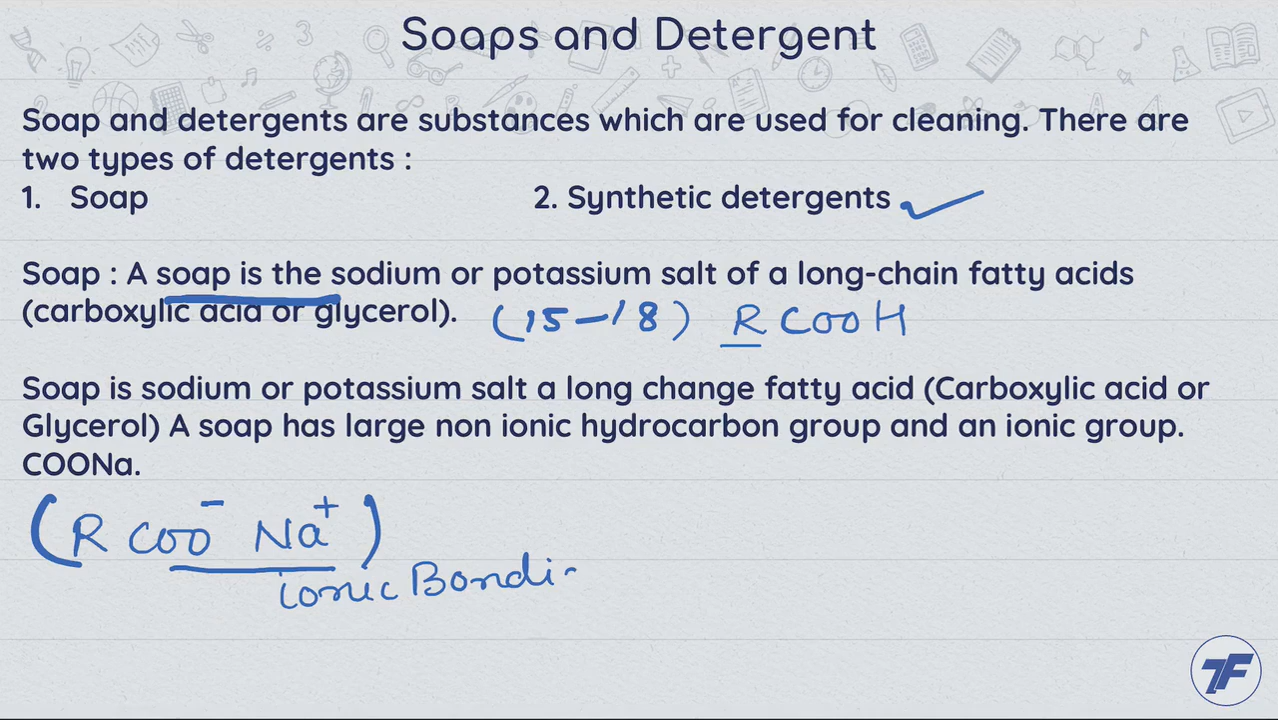 Soaps and Detergent
Soap and detergents are substances which are used for cleaning. There are
two types of detergents :
1. Soap 2. Synthetic detergents
Soap : A soap is the sodium or potassium salt of a long-chain fatty acids
(carboxylic acid or glycerol). (15-18) RCOOH
Soap is sodium or potassium salt a long change fatty acid (Carboxylic acid or
Glycerol) A soap has large non ionic hydrocarbon group and an ionic group.
COONa.
(RCOO⁻ Na⁺)
ionic Bondi
TF